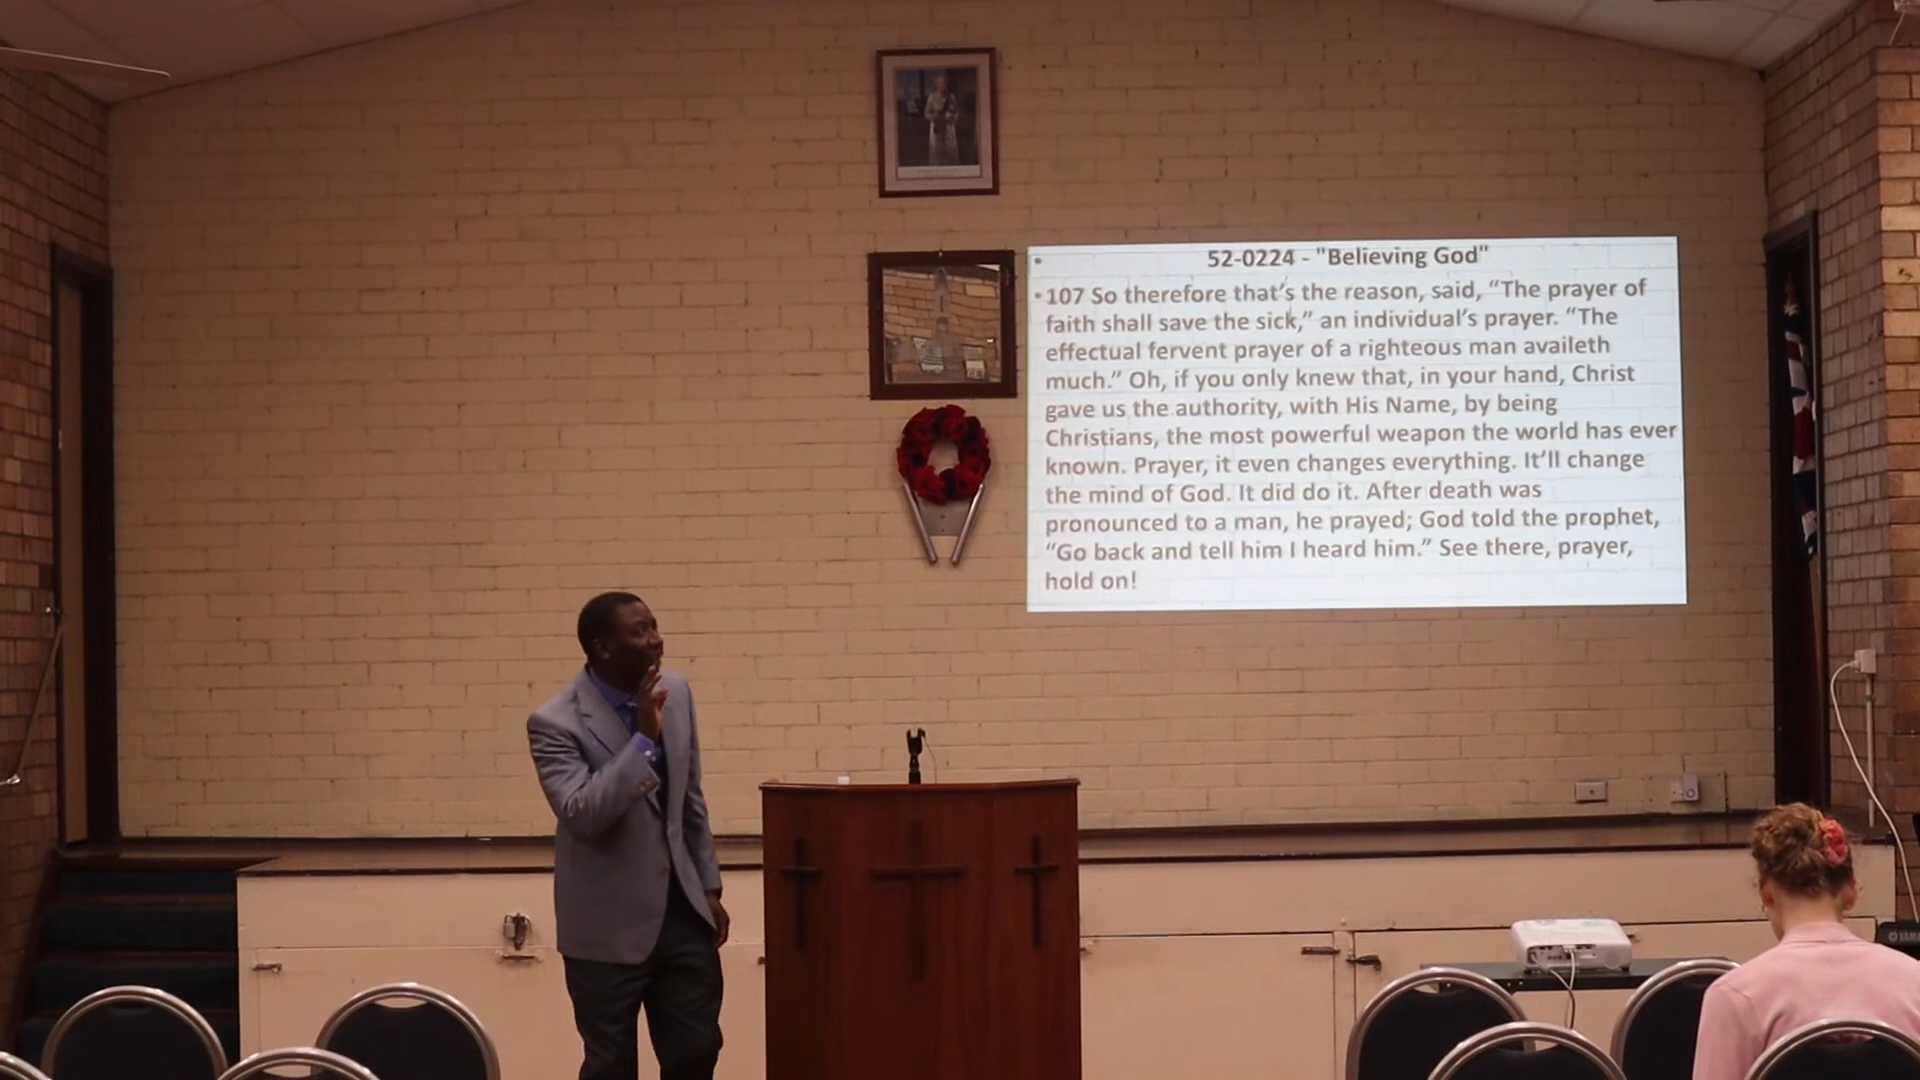 52-0224 - "Believing God"
107 So therefore that's the reason, said, “The prayer of
faith shall save the sick,” an individual's prayer. “The
effectual fervent prayer of a righteous man availeth
much.” Oh, if you only knew that, in your hand, Christ
gave us the authority, with His Name, by being
Christians, the most powerful weapon the world has ever
known. Prayer, it even changes everything. It'll change
the mind of God. It did do it. After death was
pronounced to a man, he prayed; God told the prophet,
“Go back and tell him I heard him.” See there, prayer,
hold on!